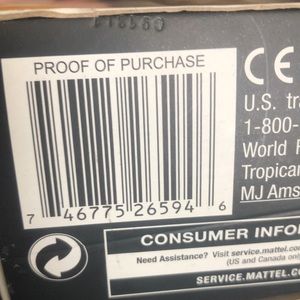 PROOF OF PURCHASE
CE
U.S. tra
1-800-
World H
Tropica
MJ Ams
7 46775 26594 6
CONSUMER INFO
Need Assistance? Visit service.mattel.co
(US and Canada on
SERVICE.MATTEL.CO